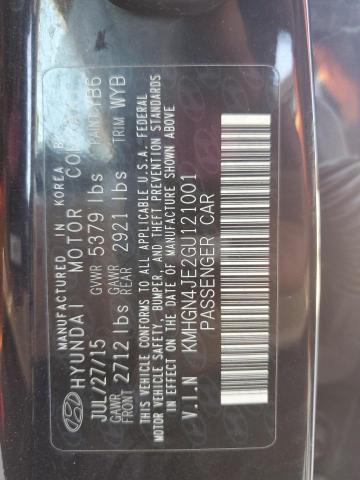 MANUFACTURED IN KOREA B
HYUNDAI MOTOR CO
JUL/27/15 GVWR 5379 lbs PAINT YB6
GAWR FRONT 2712 lbs GAWR REAR 2921 lbs TRIM WYB
THIS VEHICLE CONFORMS TO ALL APPLICABLE U.S.A. FEDERAL
MOTOR VEHICLE SAFETY, BUMPER, AND THEFT PREVENTION STANDARDS
IN EFFECT ON THE DATE OF MANUFACTURE SHOWN ABOVE
V.I.N KMHGN4JE2GU121001
PASSENGER CAR